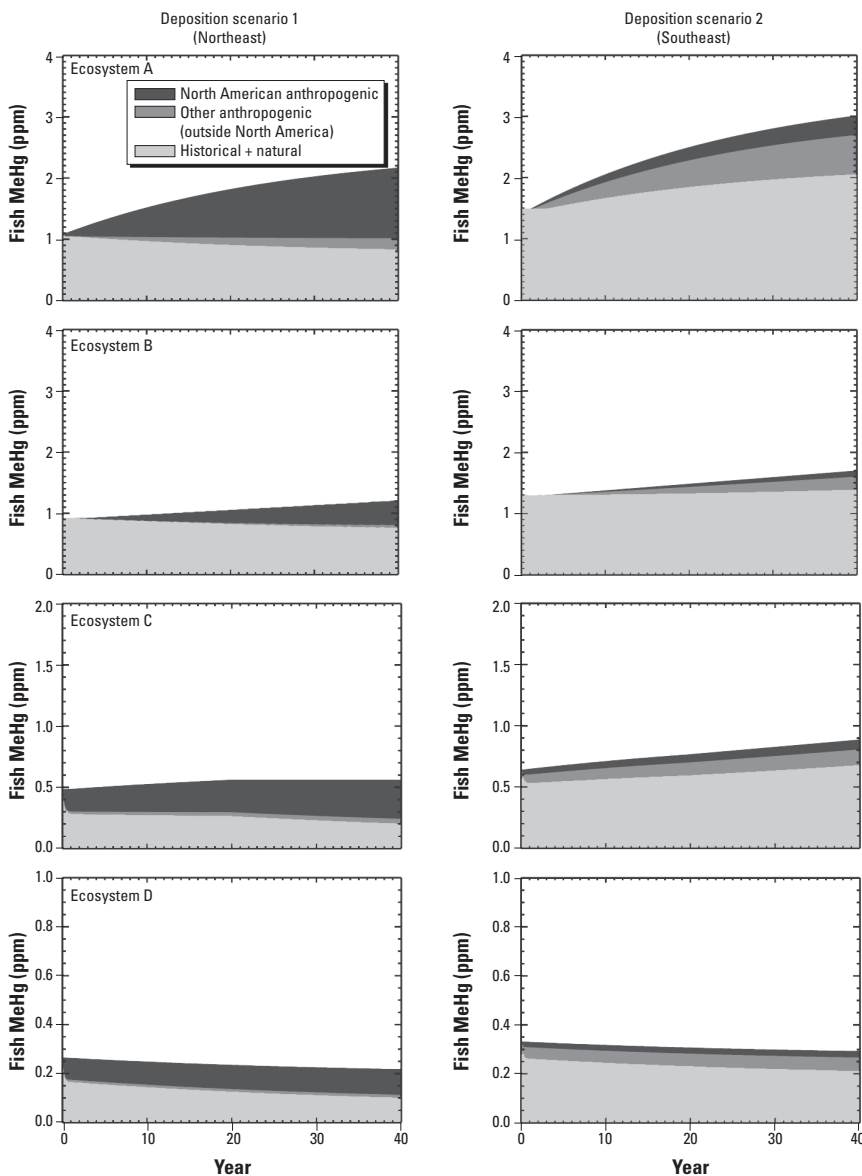 Deposition scenario 1
(Northeast)
Deposition scenario 2
(Southeast)
Fish MeHg (ppm)
4
3
2
1
0
Ecosystem A
North American anthropogenic
Other anthropogenic
(outside North America)
Historical + natural
Fish MeHg (ppm)
4
3
2
1
0
Fish MeHg (ppm)
4
3
2
1
0
Ecosystem B
Fish MeHg (ppm)
4
3
2
1
0
Fish MeHg (ppm)
2.0
1.5
1.0
0.5
0.0
Ecosystem C
Fish MeHg (ppm)
2.0
1.5
1.0
0.5
0.0
Fish MeHg (ppm)
1.0
0.8
0.6
0.4
0.2
0.0
Ecosystem D
0 10 20 30 40
Year
Fish MeHg (ppm)
1.0
0.8
0.6
0.4
0.2
0.0
0 10 20 30 40
Year